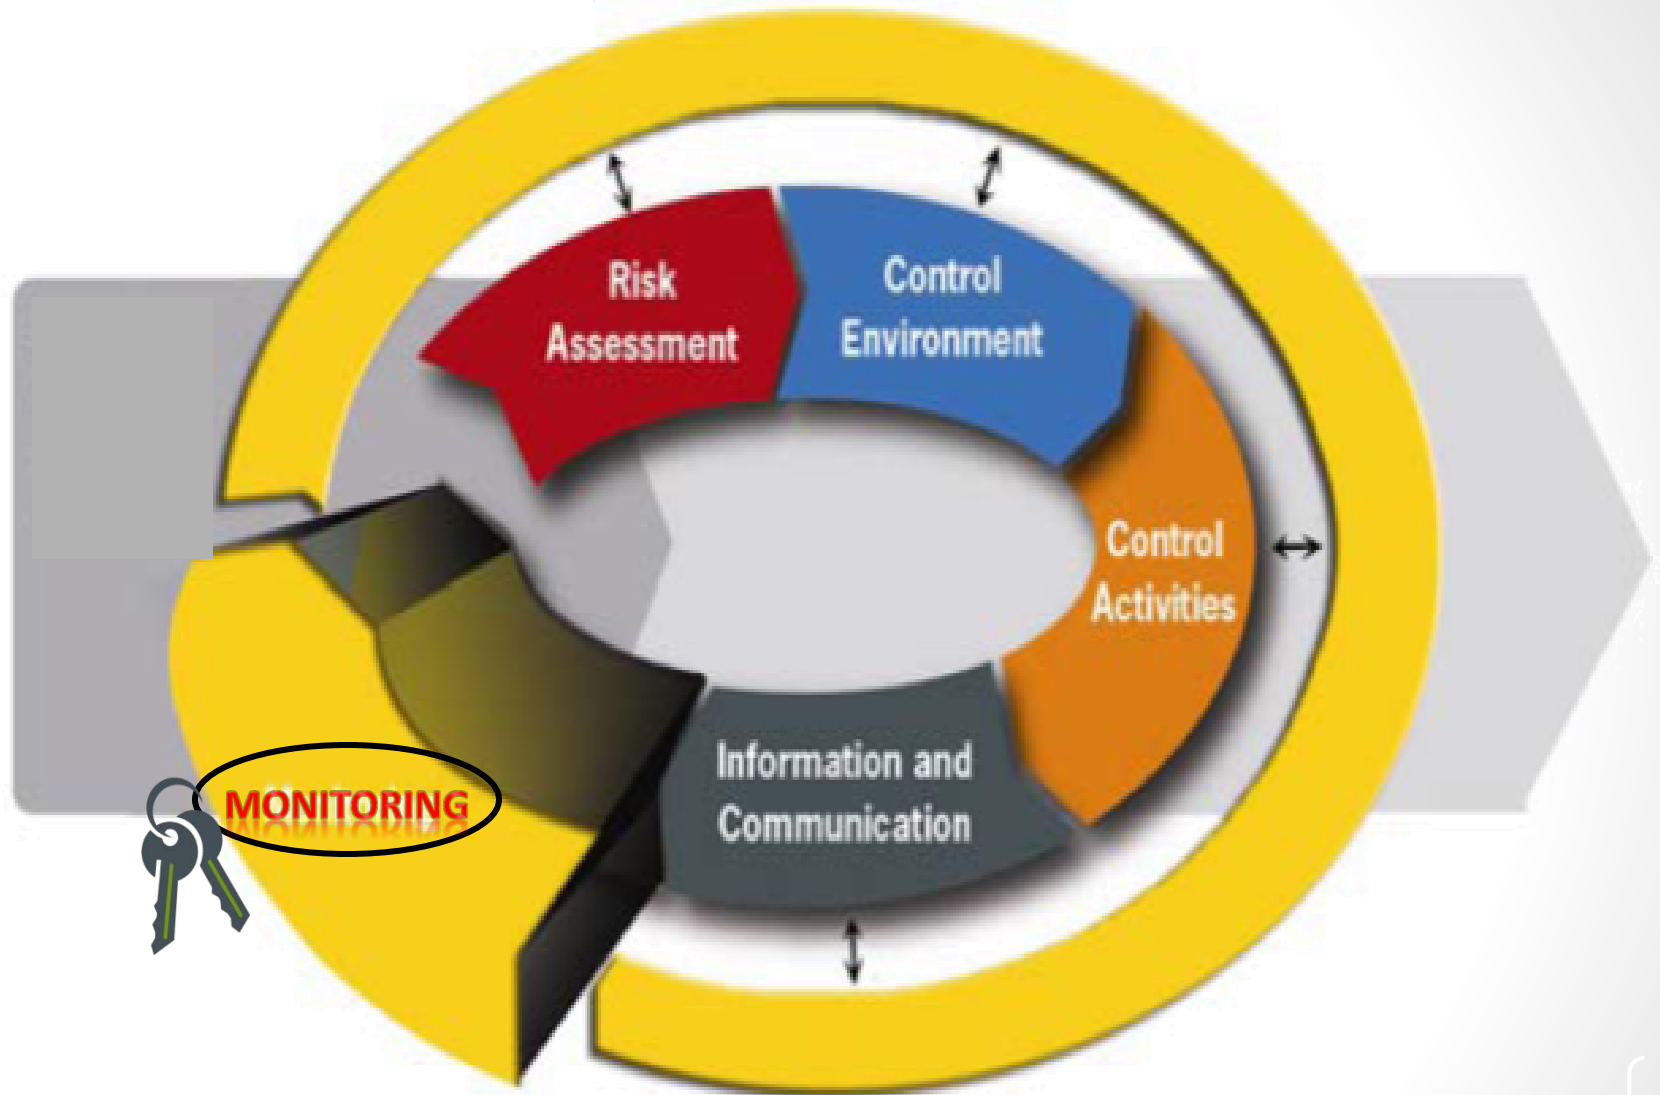 Risk
Assessment
Control
Environment
Control
Activities
Information and
Communication
MONITORING